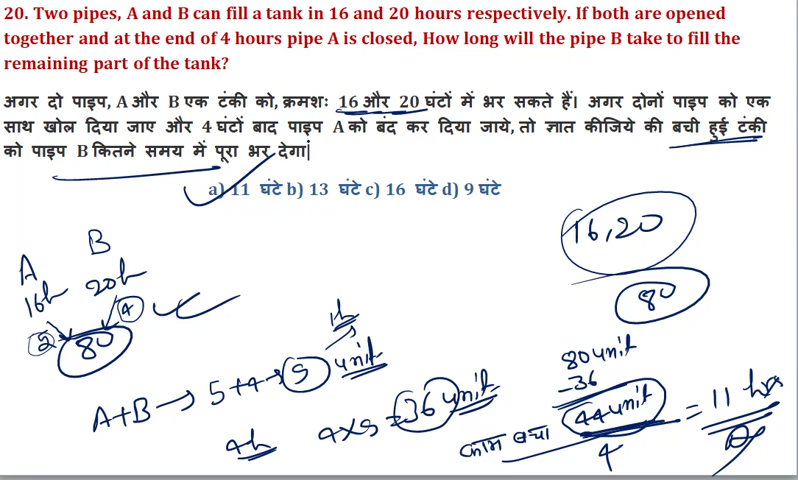 20. Two pipes, A and B can fill a tank in 16 and 20 hours respectively. If both are opened
together and at the end of 4 hours pipe A is closed, How long will the pipe B take to fill the
remaining part of the tank?
अगर दो पाइप, A और B एक टंकी को, क्रमशः 16 और 20 घंटों में भर सकते हैं। अगर दोनों पाइप को एक
साथ खोल दिया जाए और 4 घंटों बाद पाइप A को बंद कर दिया जाये, तो ज्ञात कीजिये की बची हुई टंकी
को पाइप B कितने समय में पूरा भर देगा|
a) 11 घंटे b) 13 घंटे c) 16 घंटे d) 9 घंटे
16, 20
80
A B
16h 20h
4
80
1h
A+B → 5+4 → 9 unit
4h 4x9 = 36 unit
80 unit
-36
काम बचा 44 unit = 11 hrs
4